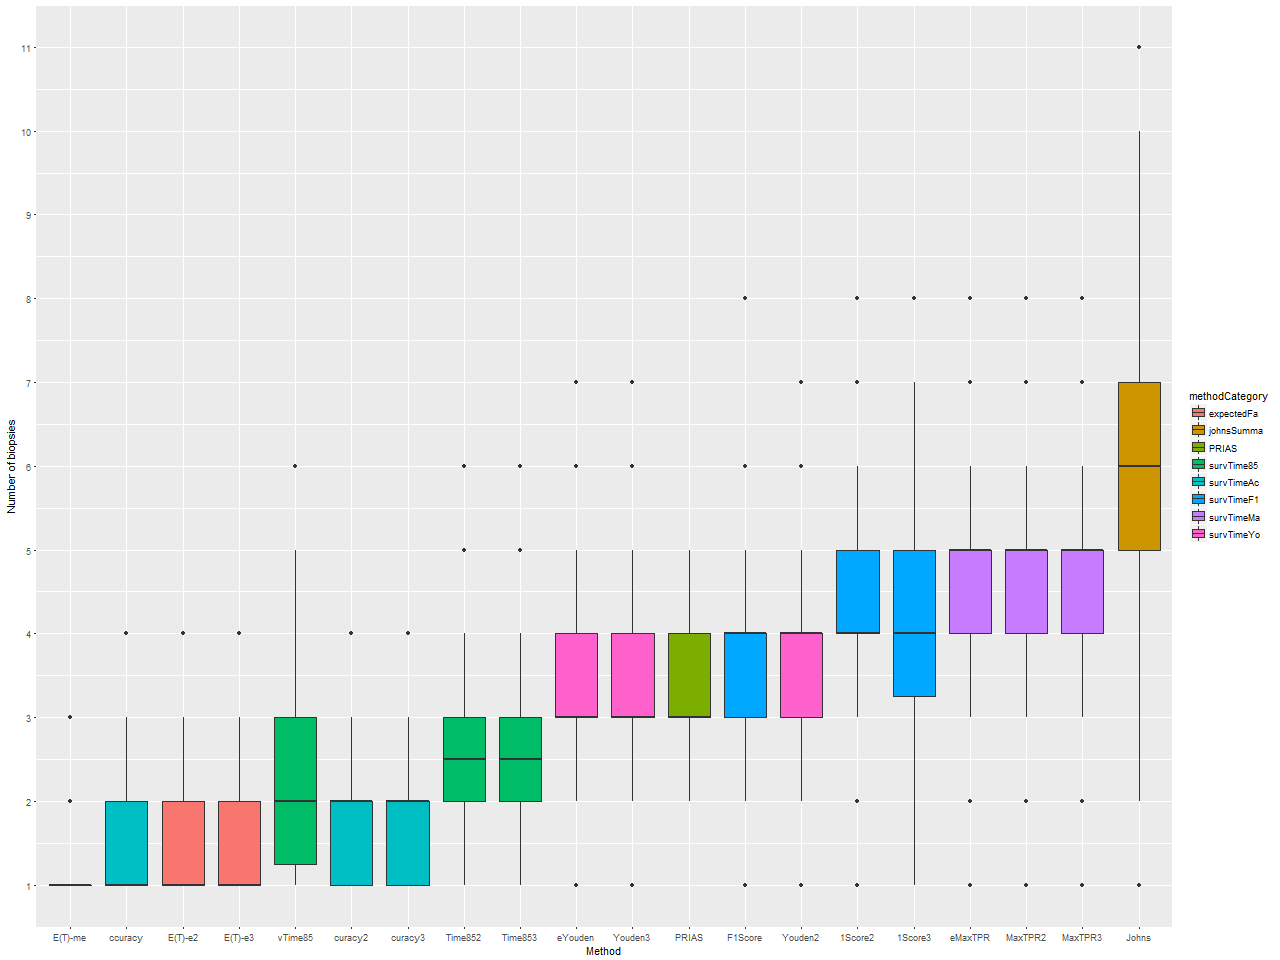 11
10
9
8
7
6
5
4
3
2
1
Number of biopsies
E(T)-me ccuracy E(T)-e2 E(T)-e3 vTime85 curacy2 curacy3 Time852 Time853 eYouden Youden3 PRIAS F1Score Youden2 1Score2 1Score3 eMaxTPR MaxTPR2 MaxTPR3 Johns
Method
methodCategory
expectedFa
johnsSumma
PRIAS
survTime85
survTimeAc
survTimeF1
survTimeMa
survTimeYo